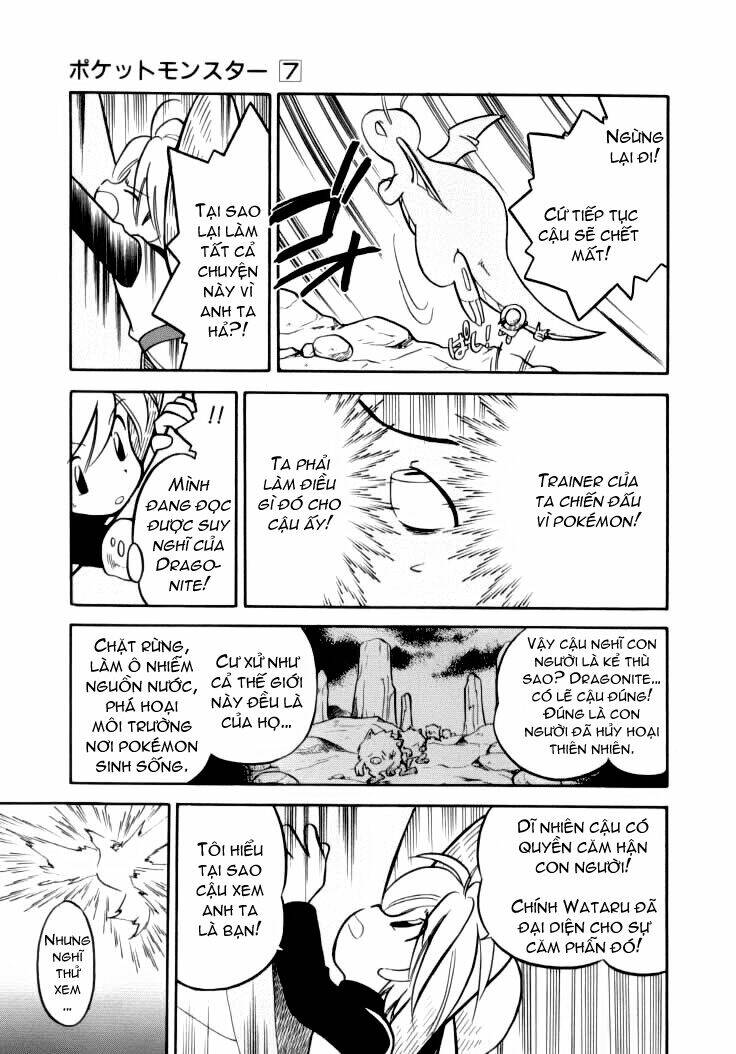 ポケットモンスター 7
NGỪNG
LẠI ĐI!
CỨ TIẾP TỤC
CẬU SẼ CHẾT
MẤT!
ぱし!
TẠI SAO
LẠI LÀM
TẤT CẢ
CHUYỆN
NÀY VÌ
ANH TA
HẢ?!
TRAINER CỦA
TA CHIẾN ĐẤU
VÌ POKÉMON!
TA PHẢI
LÀM ĐIỀU
GÌ ĐÓ CHO
CẬU ẤY!
!!
MÌNH
ĐANG ĐỌC
ĐƯỢC SUY
NGHĨ CỦA
DRAGO-
NITE!
VẬY CẬU NGHĨ CON
NGƯỜI LÀ KẺ THÙ
SAO? DRAGONITE...
CÓ LẼ CẬU ĐÚNG!
ĐÚNG LÀ CON
NGƯỜI ĐÃ HỦY HOẠI
THIÊN NHIÊN.
CƯ XỬ NHƯ
CẢ THẾ GIỚI
NÀY ĐỀU LÀ
CỦA HỌ...
CHẶT RỪNG,
LÀM Ô NHIỄM
NGUỒN NƯỚC,
PHÁ HOẠI
MÔI TRƯỜNG
NƠI POKÉMON
SINH SỐNG.
DĨ NHIÊN CẬU CÓ
QUYỀN CĂM HẬN
CON NGƯỜI!
CHÍNH WATARU ĐÃ
ĐẠI DIỆN CHO SỰ
CĂM PHẪN ĐÓ!
TÔI HIỂU
TẠI SAO
CẬU XEM
ANH TA
LÀ BẠN!
NHƯNG
NGHĨ
THỬ
XEM
...